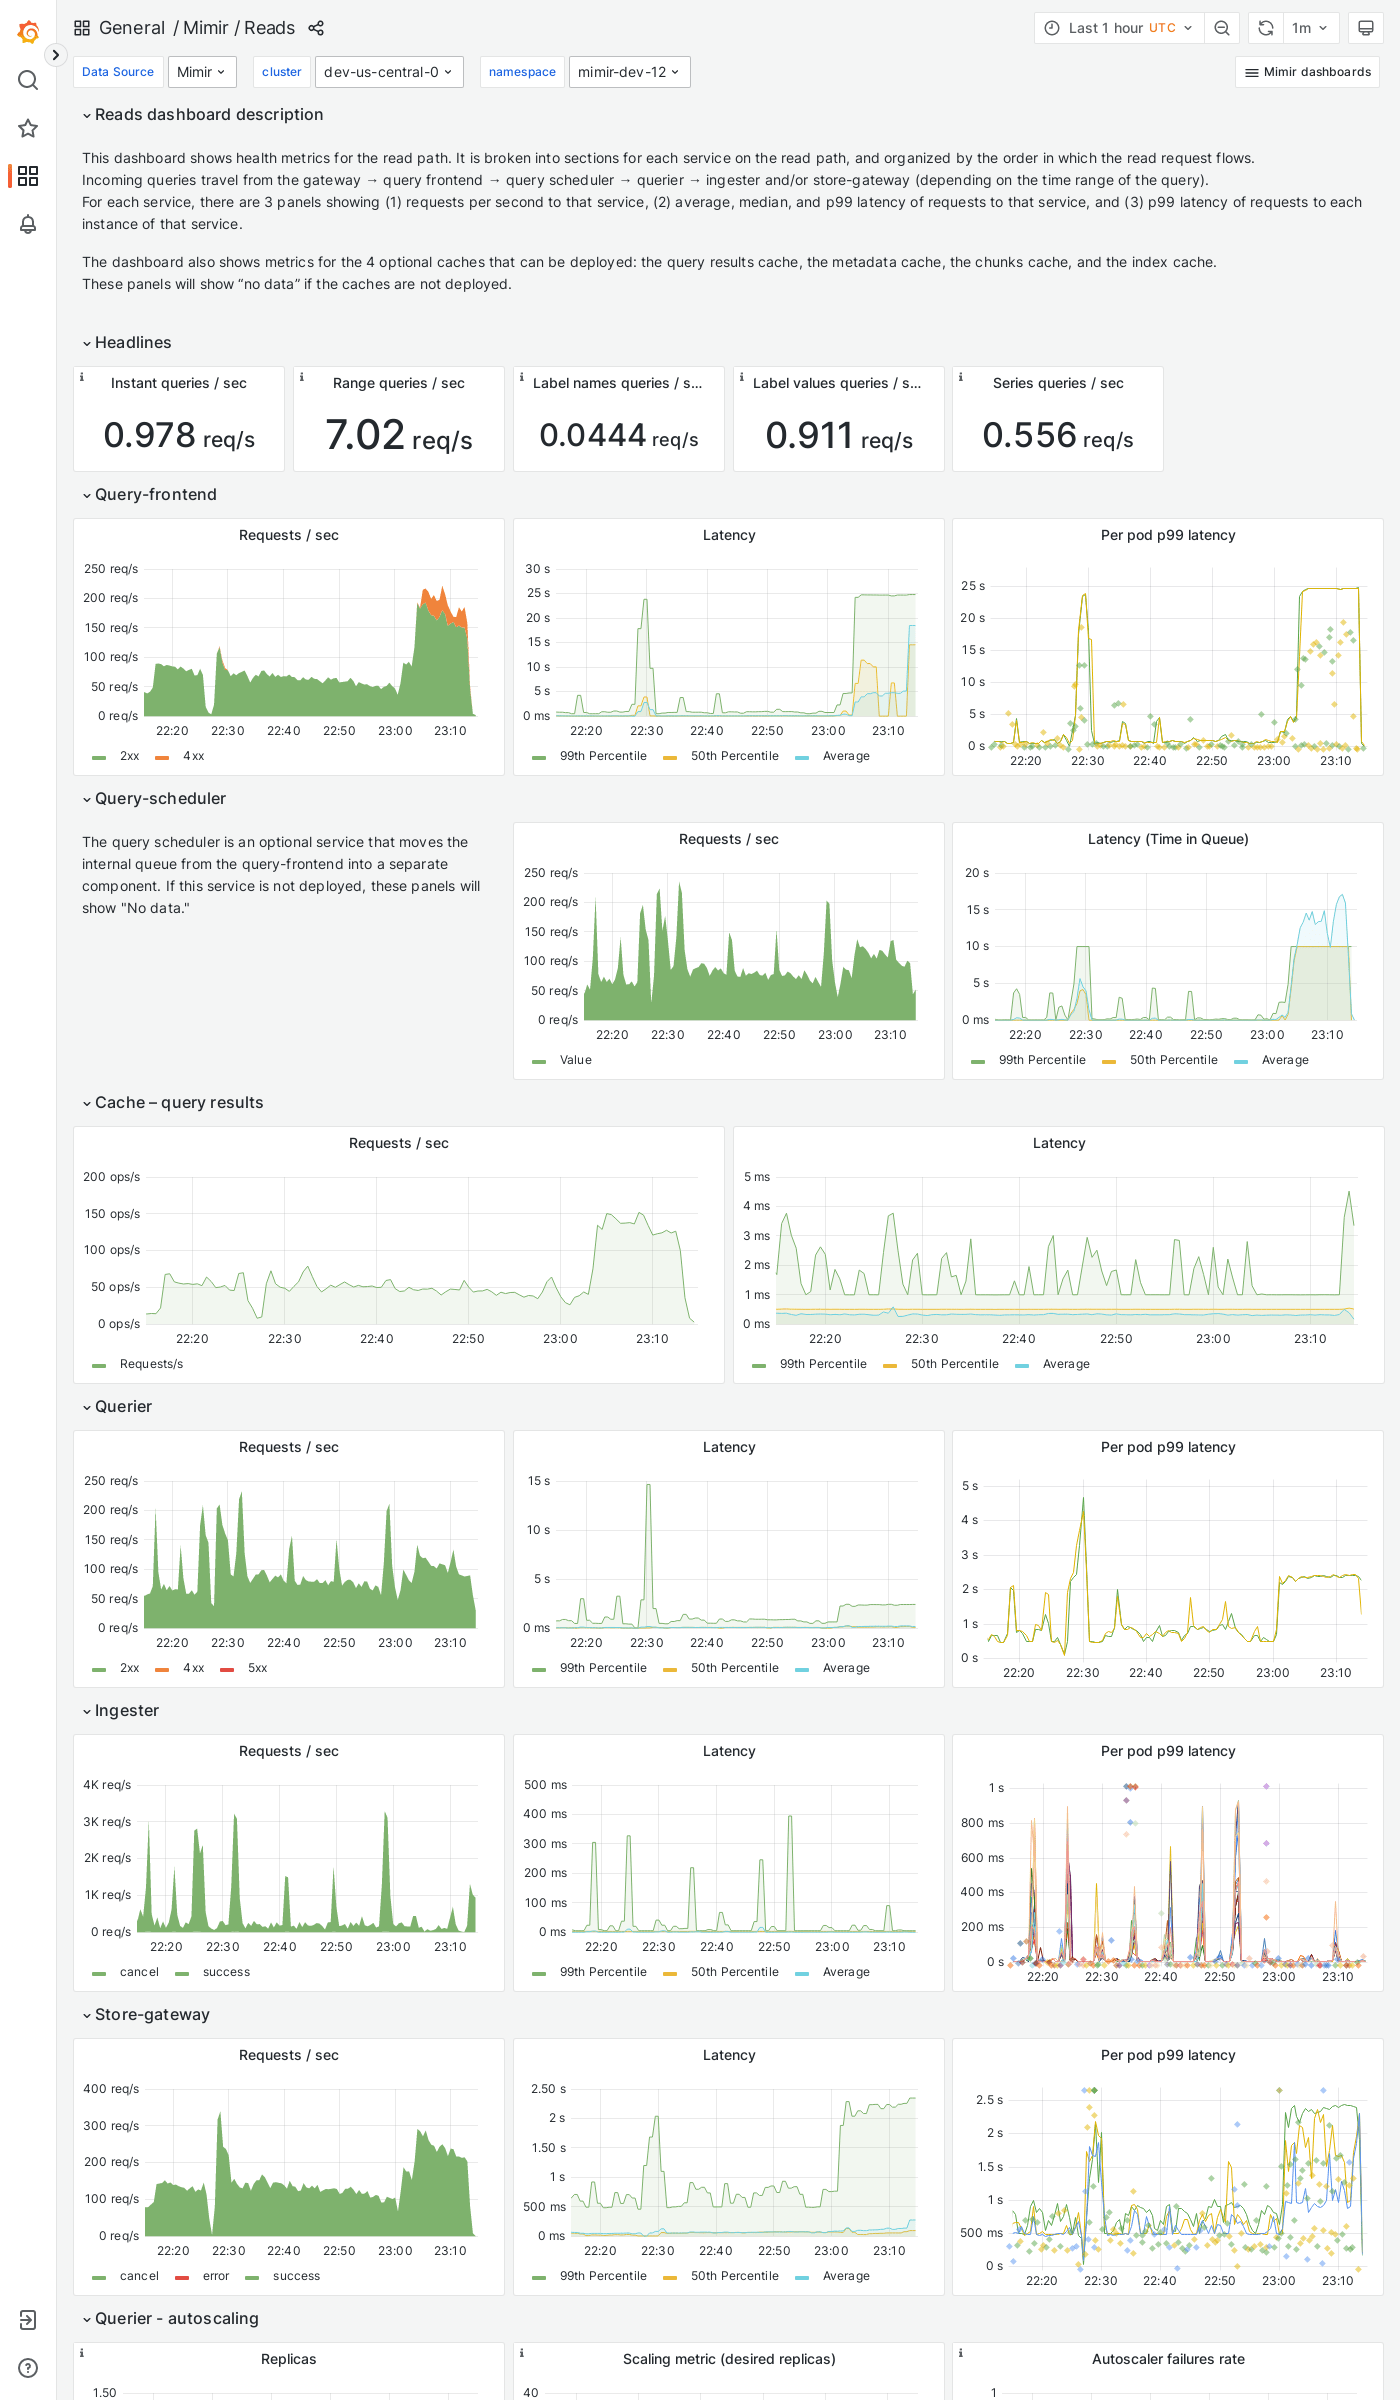 General / Mimir / Reads
Last 1 hour UTC
1m
Data Source
Mimir
cluster
dev-us-central-0
namespace
mimir-dev-12
Mimir dashboards
Reads dashboard description
This dashboard shows health metrics for the read path. It is broken into sections for each service on the read path, and organized by the order in which the read request flows.
Incoming queries travel from the gateway → query frontend → query scheduler → querier → ingester and/or store-gateway (depending on the time range of the query).
For each service, there are 3 panels showing (1) requests per second to that service, (2) average, median, and p99 latency of requests to that service, and (3) p99 latency of requests to each
instance of that service.
The dashboard also shows metrics for the 4 optional caches that can be deployed: the query results cache, the metadata cache, the chunks cache, and the index cache.
These panels will show “no data” if the caches are not deployed.
Headlines
Instant queries / sec
0.978 req/s
Range queries / sec
7.02 req/s
Label names queries / s...
0.0444 req/s
Label values queries / s...
0.911 req/s
Series queries / sec
0.556 req/s
Query-frontend
Requests / sec
250 req/s
200 req/s
150 req/s
100 req/s
50 req/s
0 req/s
22:20 22:30 22:40 22:50 23:00 23:10
2xx 4xx
Latency
30 s
25 s
20 s
15 s
10 s
5 s
0 ms
22:20 22:30 22:40 22:50 23:00 23:10
99th Percentile 50th Percentile Average
Per pod p99 latency
25 s
20 s
15 s
10 s
5 s
0 s
22:20 22:30 22:40 22:50 23:00 23:10
Query-scheduler
The query scheduler is an optional service that moves the
internal queue from the query-frontend into a separate
component. If this service is not deployed, these panels will
show "No data."
Requests / sec
250 req/s
200 req/s
150 req/s
100 req/s
50 req/s
0 req/s
22:20 22:30 22:40 22:50 23:00 23:10
Value
Latency (Time in Queue)
20 s
15 s
10 s
5 s
0 ms
22:20 22:30 22:40 22:50 23:00 23:10
99th Percentile 50th Percentile Average
Cache – query results
Requests / sec
200 ops/s
150 ops/s
100 ops/s
50 ops/s
0 ops/s
22:20 22:30 22:40 22:50 23:00 23:10
Requests/s
Latency
5 ms
4 ms
3 ms
2 ms
1 ms
0 ms
22:20 22:30 22:40 22:50 23:00 23:10
99th Percentile 50th Percentile Average
Querier
Requests / sec
250 req/s
200 req/s
150 req/s
100 req/s
50 req/s
0 req/s
22:20 22:30 22:40 22:50 23:00 23:10
2xx 4xx 5xx
Latency
15 s
10 s
5 s
0 ms
22:20 22:30 22:40 22:50 23:00 23:10
99th Percentile 50th Percentile Average
Per pod p99 latency
5 s
4 s
3 s
2 s
1 s
0 s
22:20 22:30 22:40 22:50 23:00 23:10
Ingester
Requests / sec
4K req/s
3K req/s
2K req/s
1K req/s
0 req/s
22:20 22:30 22:40 22:50 23:00 23:10
cancel success
Latency
500 ms
400 ms
300 ms
200 ms
100 ms
0 ms
22:20 22:30 22:40 22:50 23:00 23:10
99th Percentile 50th Percentile Average
Per pod p99 latency
1 s
800 ms
600 ms
400 ms
200 ms
0 s
22:20 22:30 22:40 22:50 23:00 23:10
Store-gateway
Requests / sec
400 req/s
300 req/s
200 req/s
100 req/s
0 req/s
22:20 22:30 22:40 22:50 23:00 23:10
cancel error success
Latency
2.50 s
2 s
1.50 s
1 s
500 ms
0 ms
22:20 22:30 22:40 22:50 23:00 23:10
99th Percentile 50th Percentile Average
Per pod p99 latency
2.5 s
2 s
1.5 s
1 s
500 ms
0 s
22:20 22:30 22:40 22:50 23:00 23:10
Querier - autoscaling
Replicas
1.50
Scaling metric (desired replicas)
40
Autoscaler failures rate
1